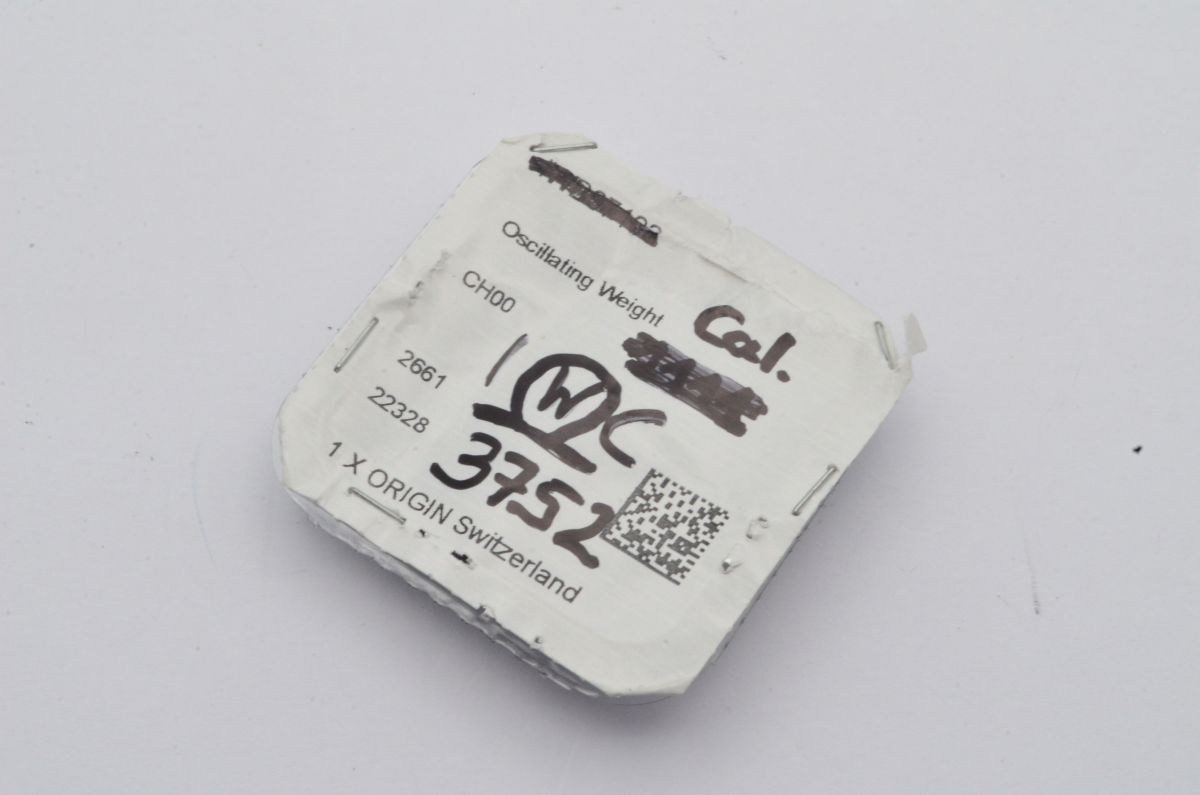 Oscillating Weight
CH00
Cal.
2661
IWC
22328
3752
1 X ORIGIN Switzerland